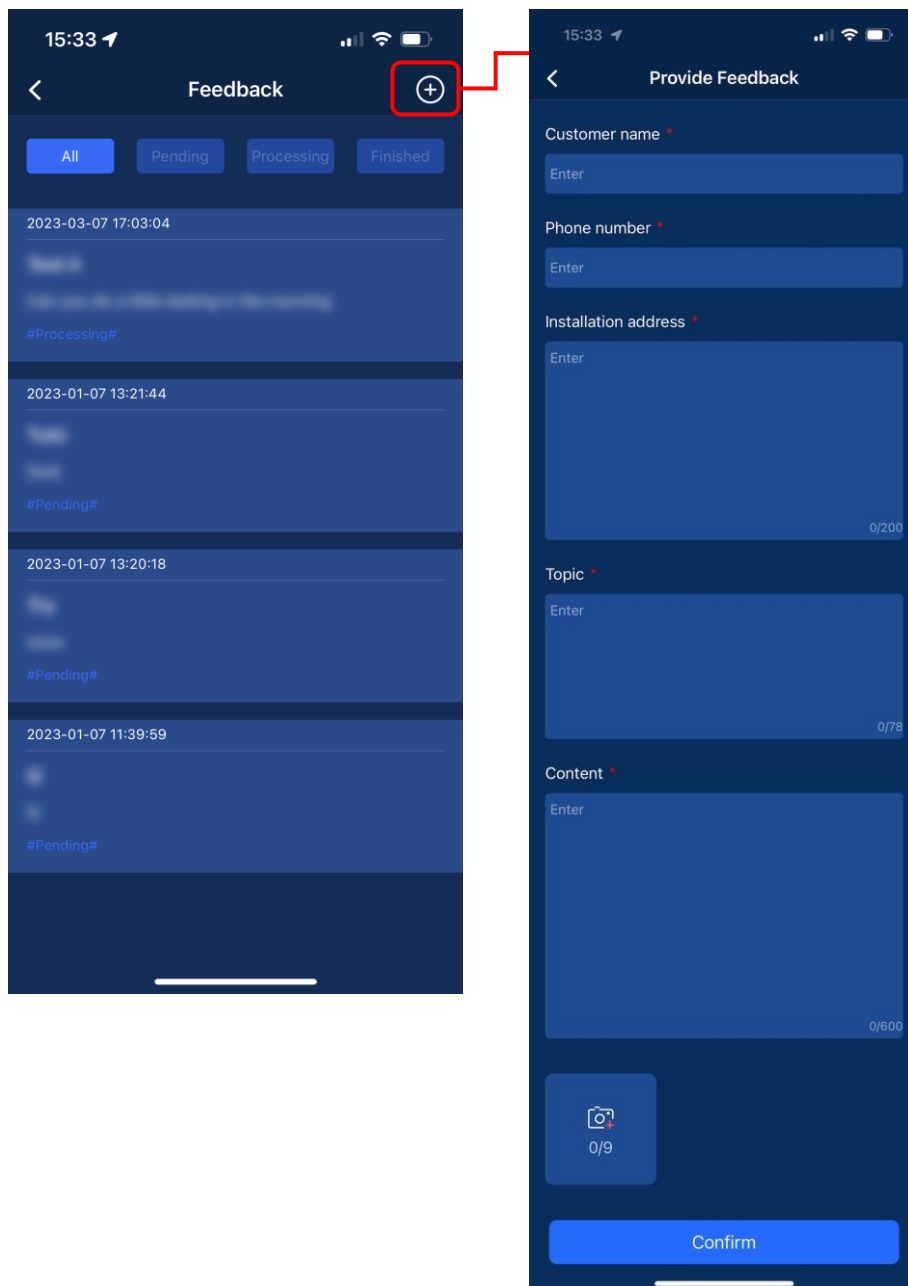 15:33
Feedback
All Pending Processing Finished
2023-03-07 17:03:04
#Processing#
2023-01-07 13:21:44
#Pending#
2023-01-07 13:20:18
#Pending#
2023-01-07 11:39:59
#Pending#
15:33
Provide Feedback
Customer name *
Enter
Phone number *
Enter
Installation address *
Enter
0/200
Topic *
Enter
0/78
Content *
Enter
0/600
0/9
Confirm